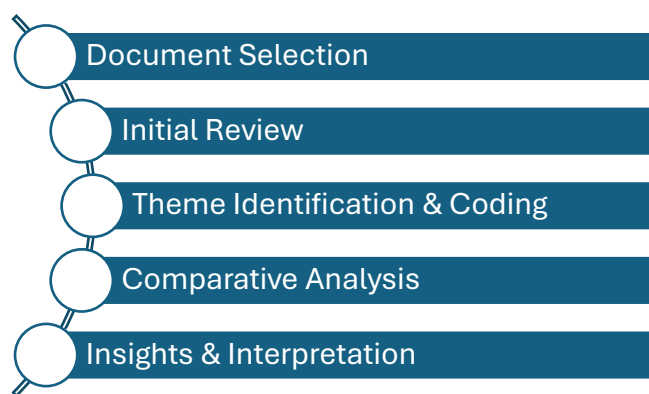 Document Selection
Initial Review
Theme Identification & Coding
Comparative Analysis
Insights & Interpretation